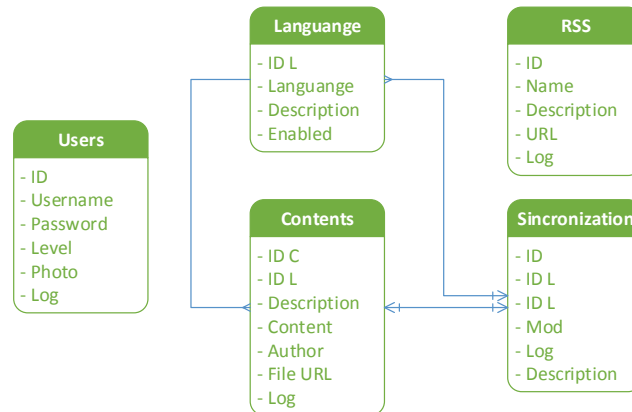 Languange
- ID L
- Languange
- Description
- Enabled
RSS
- ID
- Name
- Description
- URL
- Log
Users
- ID
- Username
- Password
- Level
- Photo
- Log
Contents
- ID C
- ID L
- Description
- Content
- Author
- File URL
- Log
Sincronization
- ID
- ID L
- ID L
- Mod
- Log
- Description